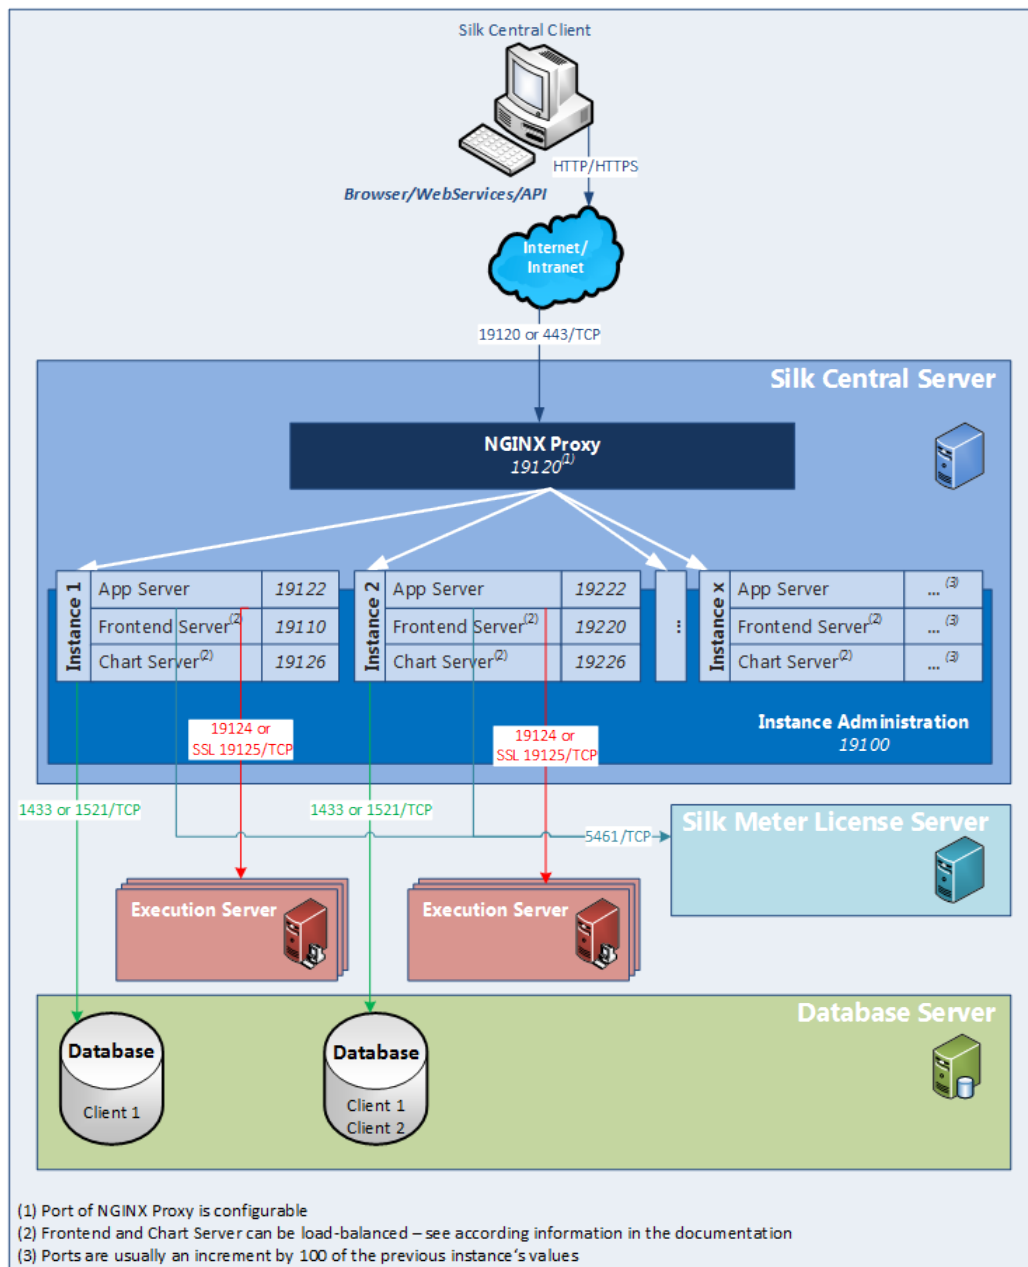 Silk Central Client
HTTP/HTTPS
Browser/WebServices/API
Internet/
Intranet
19120 or 443/TCP
Silk Central Server
NGINX Proxy
19120(1)
Instance 1
App Server 19122
Frontend Server(2) 19110
Chart Server(2) 19126
Instance 2
App Server 19222
Frontend Server(2) 19220
Chart Server(2) 19226
...
Instance x
App Server ... (3)
Frontend Server(2) ... (3)
Chart Server(2) ... (3)
Instance Administration
19100
19124 or
SSL 19125/TCP
19124 or
SSL 19125/TCP
1433 or 1521/TCP
1433 or 1521/TCP
5461/TCP
Silk Meter License Server
Execution Server
Execution Server
Database Server
Database
Client 1
Database
Client 1
Client 2
(1) Port of NGINX Proxy is configurable
(2) Frontend and Chart Server can be load-balanced – see according information in the documentation
(3) Ports are usually an increment by 100 of the previous instance's values